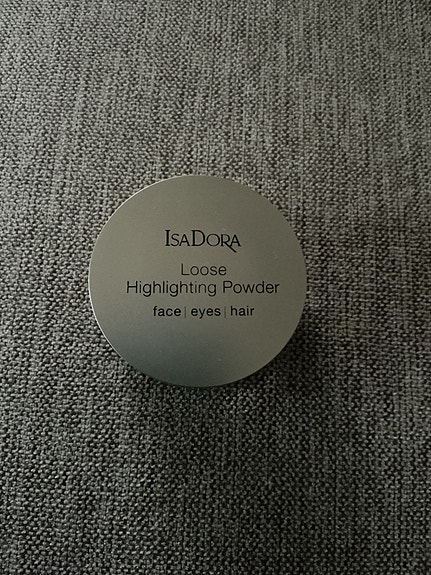 IsaDora
Loose
Highlighting Powder
face | eyes | hair